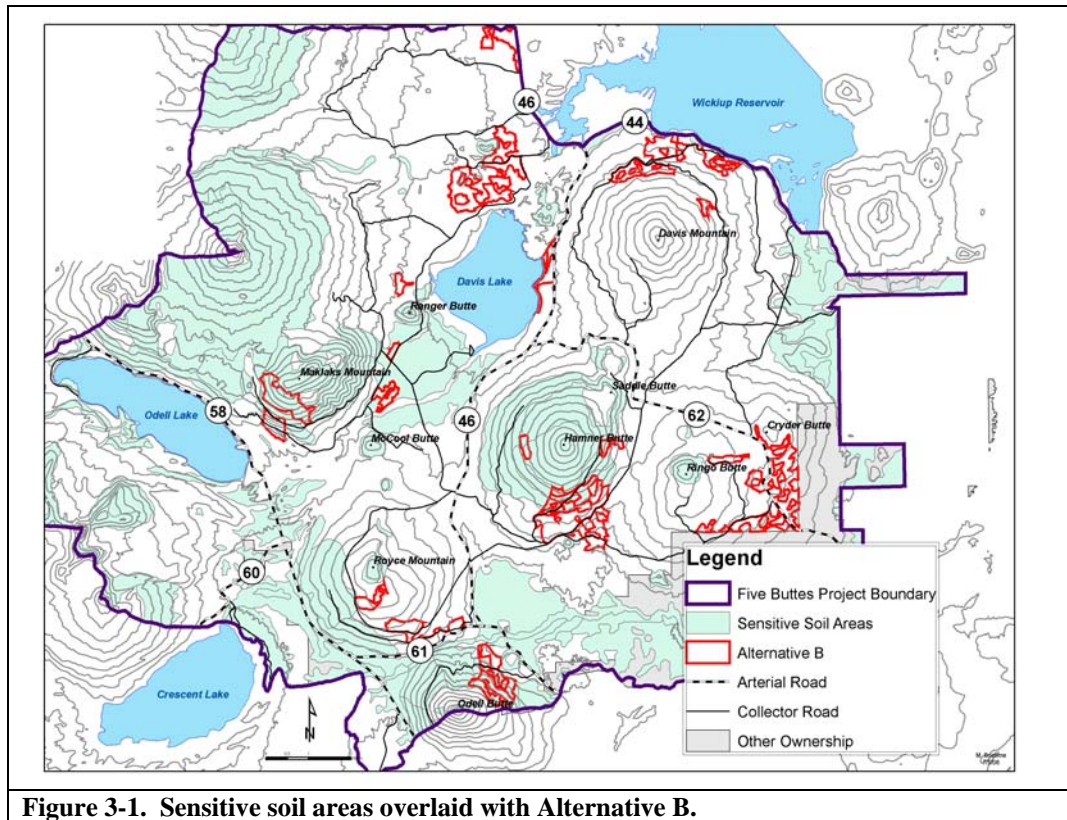 46
44
Wickiup Reservoir
Davis Mountain
Davis Lake
Ranger Butte
Maklaks Mountain
Saddle Butte
Odell Lake
58
46
62
McCool Butte
Hamner Butte
Cryder Butte
Ringo Butte
Royce Mountain
60
61
Crescent Lake
Odell Butte
N
Legend
Five Buttes Project Boundary
Sensitive Soil Areas
Alternative B
Arterial Road
Collector Road
Other Ownership
Figure 3-1. Sensitive soil areas overlaid with Alternative B.